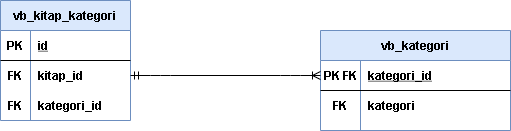 vb_kitap_kategori
PK id
FK kitap_id
FK kategori_id
vb_kategori
PK FK kategori_id
FK kategori